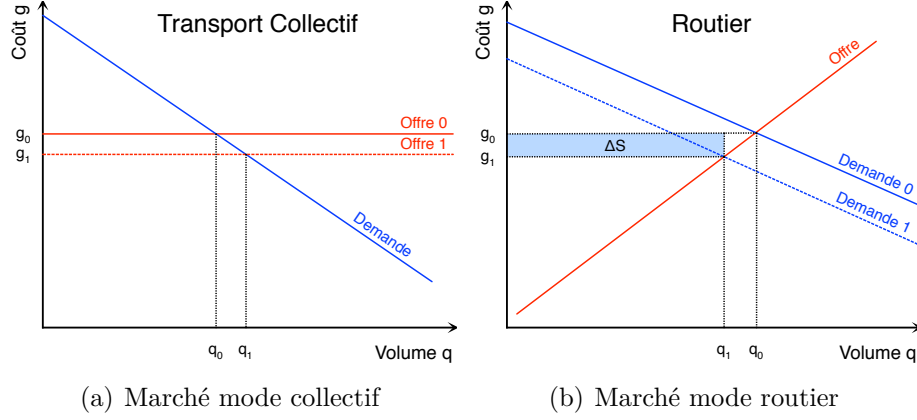 Coût g
Transport Collectif
Offre 0
g₀
Offre 1
g₁
Demande
q₀
q₁
Volume q
(a) Marché mode collectif
Coût g
Routier
Offre
g₀
ΔS
g₁
Demande 0
Demande 1
q₁
q₀
Volume q
(b) Marché mode routier